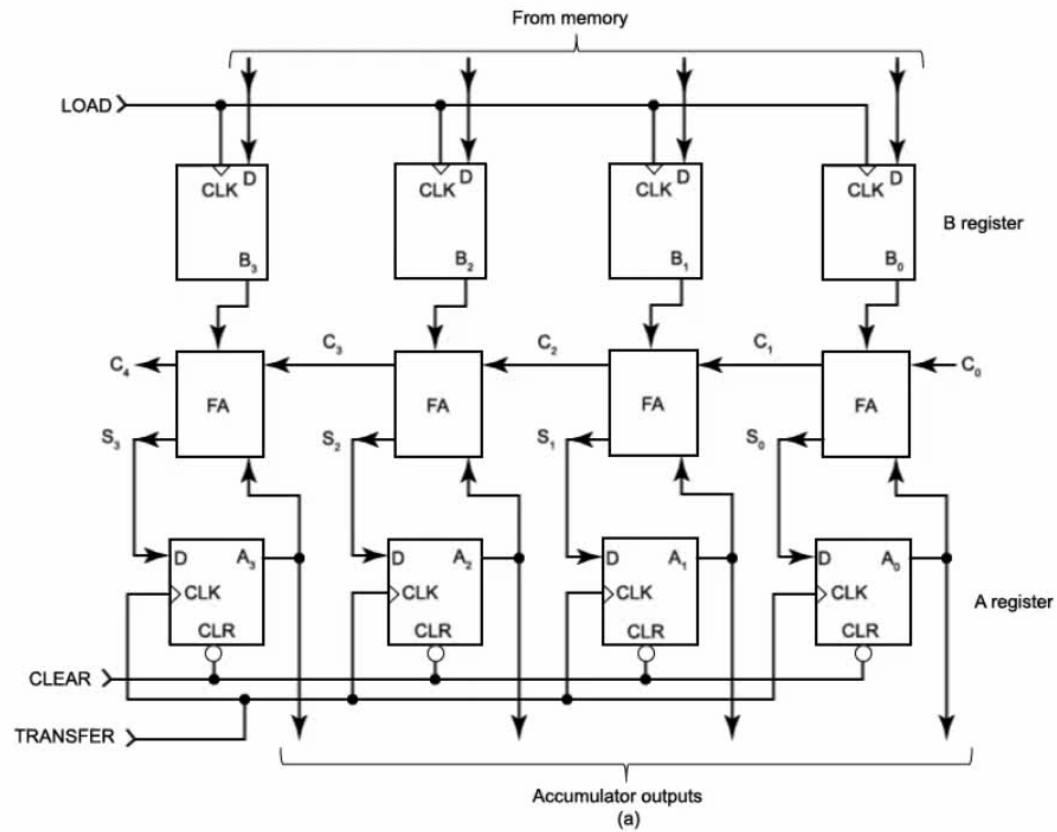 From memory
LOAD
D D D D
CLK CLK CLK CLK
B register
B₃ B₂ B₁ B₀
C₃ C₂ C₁
C₄ C₀
FA FA FA FA
S₃ S₂ S₁ S₀
D A₃ D A₂ D A₁ D A₀
CLK CLK CLK CLK
A register
CLR CLR CLR CLR
CLEAR
TRANSFER
Accumulator outputs
(a)